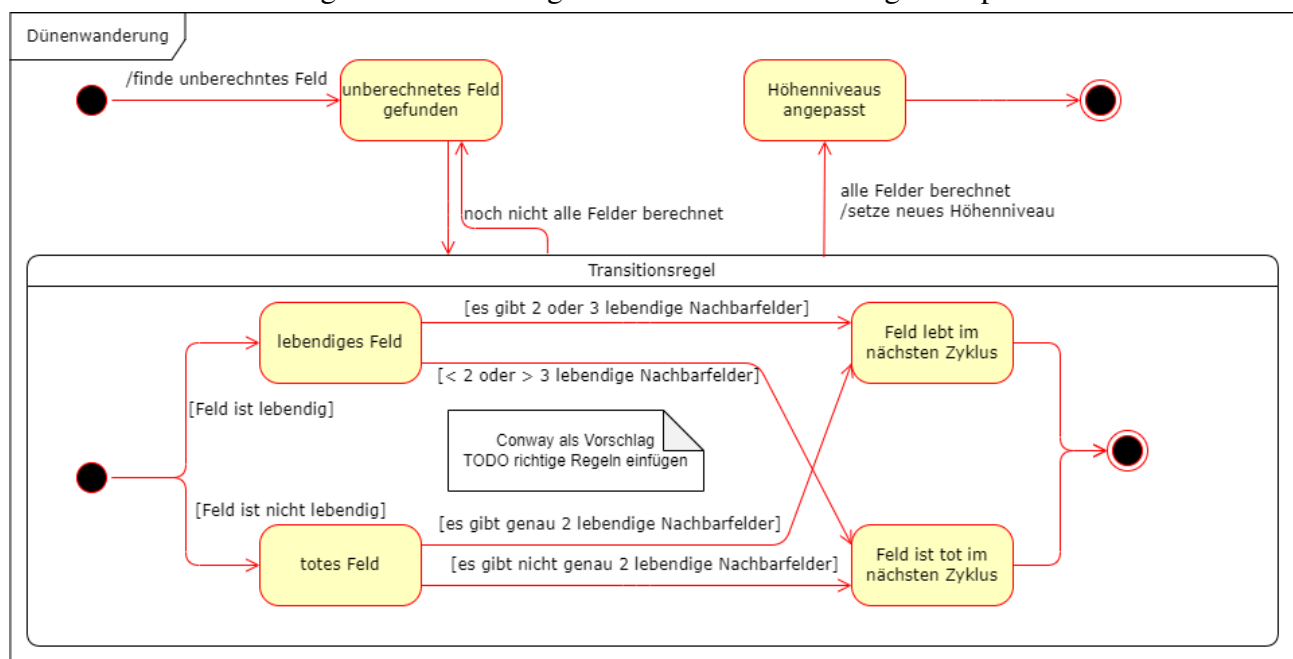 Dünenwanderung
/finde unberechntes Feld
unberechnetes Feld
gefunden
Höhenniveaus
angepasst
noch nicht alle Felder berechnet
alle Felder berechnet
/setze neues Höhenniveau
Transitionsregel
[es gibt 2 oder 3 lebendige Nachbarfelder]
lebendiges Feld
Feld lebt im
nächsten Zyklus
[< 2 oder > 3 lebendige Nachbarfelder]
[Feld ist lebendig]
Conway als Vorschlag
TODO richtige Regeln einfügen
[Feld ist nicht lebendig]
[es gibt genau 2 lebendige Nachbarfelder]
totes Feld
[es gibt nicht genau 2 lebendige Nachbarfelder]
Feld ist tot im
nächsten Zyklus